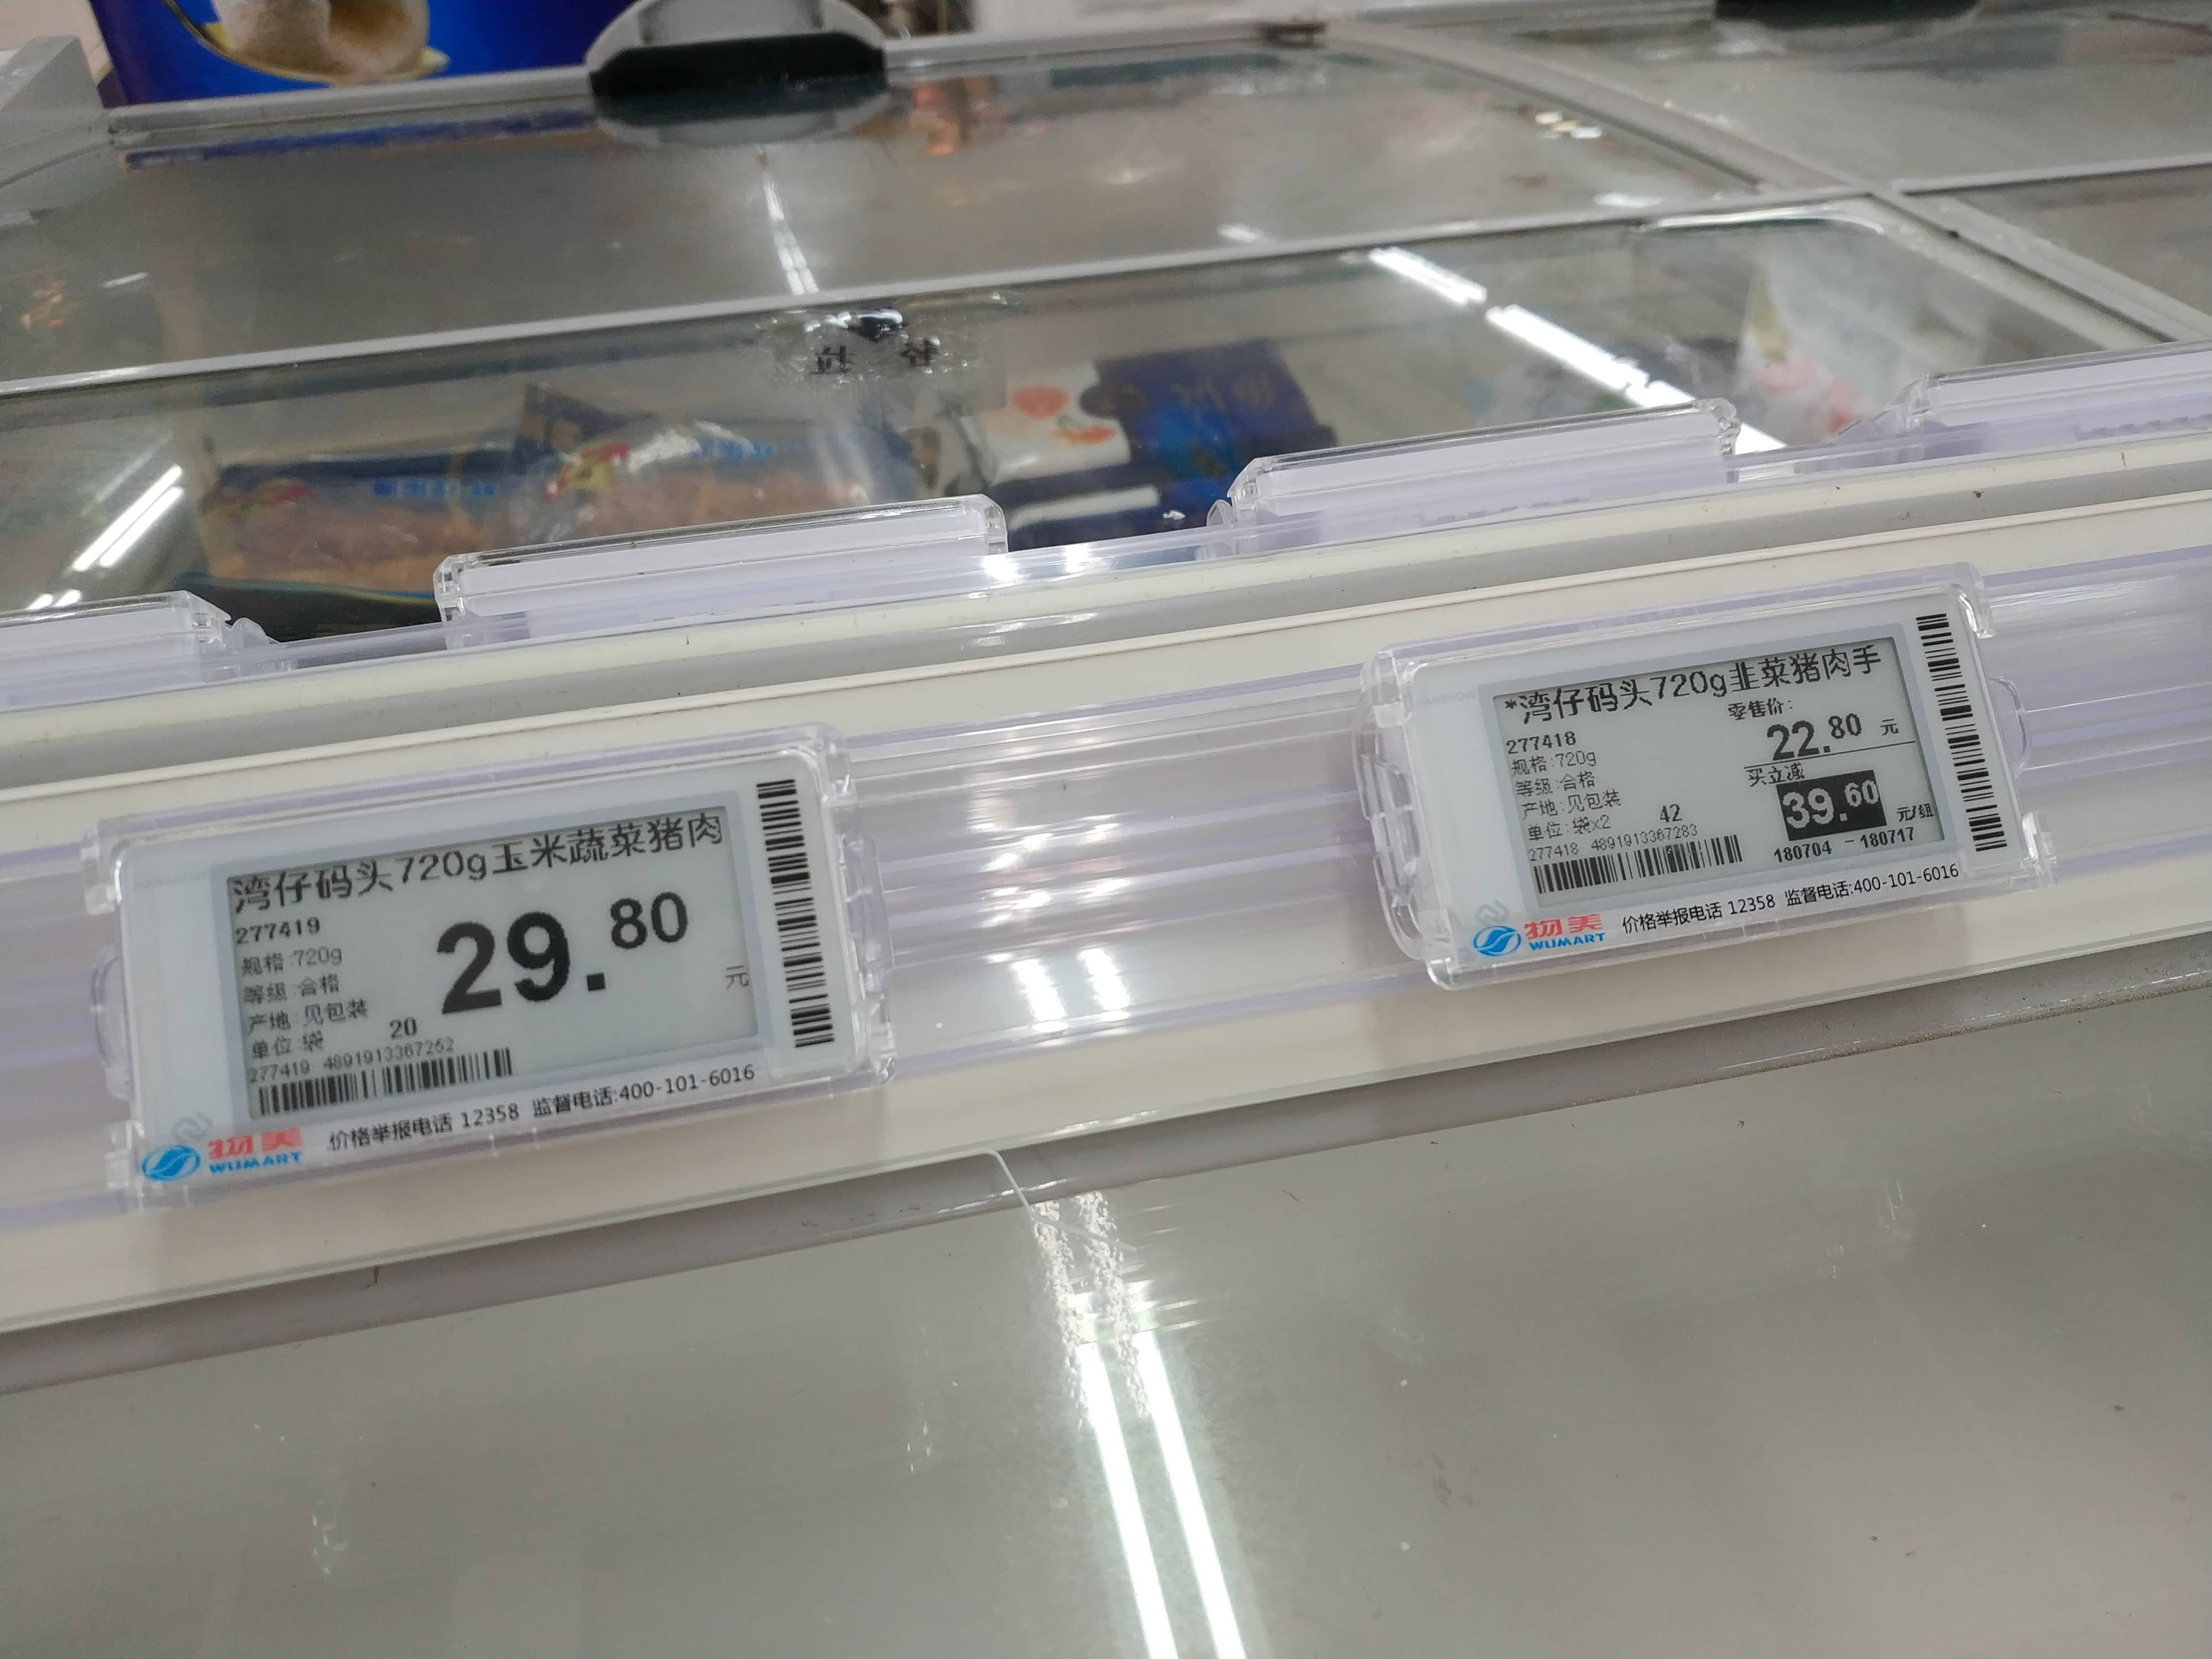 湾仔码头720g玉米蔬菜猪肉
277419
规格:720g
等级:合格
产地:见包装
单位:袋
20
29.80
元
277419 4891913367252
物美
WUMART
价格举报电话 12358 监督电话:400-101-6016
*湾仔码头720g韭菜猪肉手
277418
规格:720g
等级:合格
产地:见包装
单位:袋x2
42
零售价:
22.80 元
买立减
39.60 元/组
277418 4891913367283
180704 -180717
物美
WUMART
价格举报电话 12358 监督电话:400-101-6016